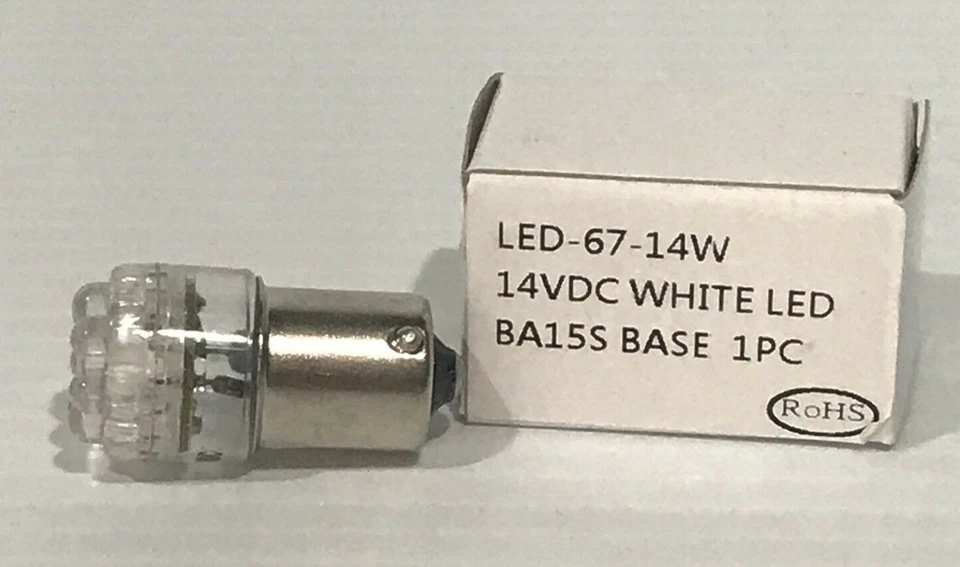 LED-67-14W
14VDC WHITE LED
BA15S BASE 1PC
RoHS